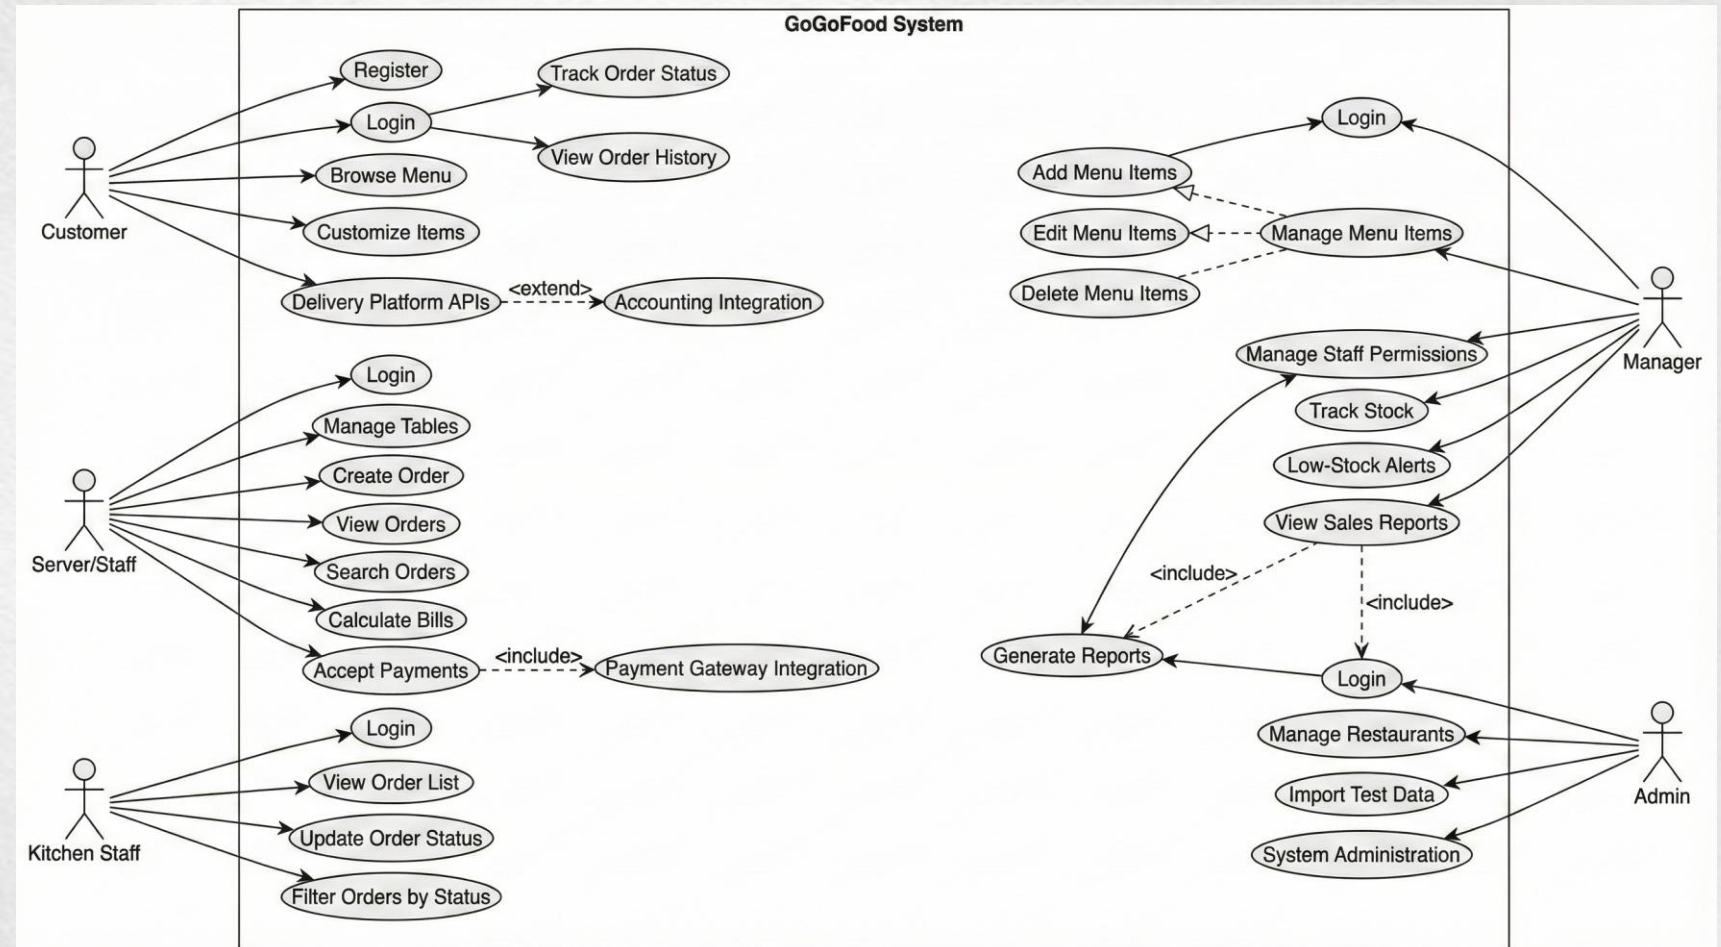 GoGoFood System
Register
Track Order Status
Login
View Order History
Browse Menu
Customer
Customize Items
Delivery Platform APIs
<extend>
Accounting Integration
Login
Manage Tables
Create Order
View Orders
Server/Staff
Search Orders
Calculate Bills
Accept Payments
<include>
Payment Gateway Integration
Login
View Order List
Update Order Status
Kitchen Staff
Filter Orders by Status
Login
Add Menu Items
Edit Menu Items
Manage Menu Items
Delete Menu Items
Manage Staff Permissions
Manager
Track Stock
Low-Stock Alerts
View Sales Reports
<include>
<include>
Generate Reports
Login
Manage Restaurants
Import Test Data
Admin
System Administration